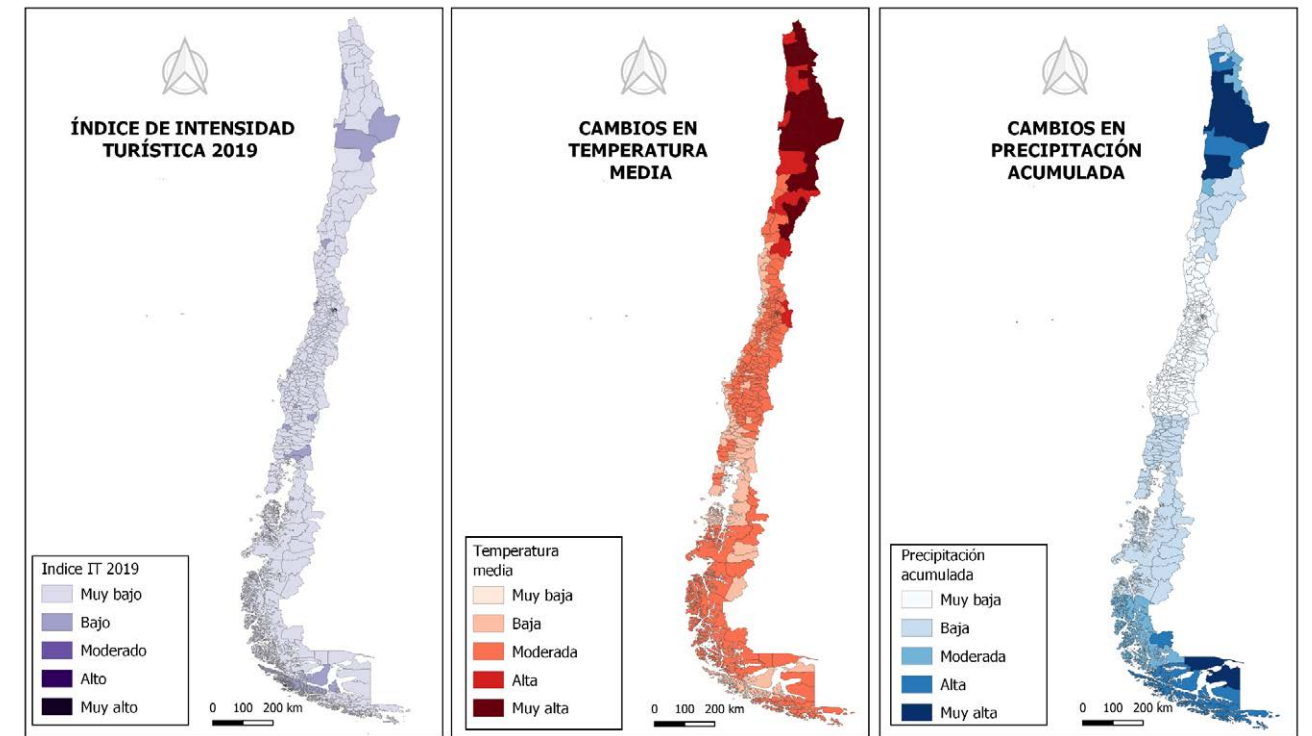 ÍNDICE DE INTENSIDAD
TURÍSTICA 2019
Indice IT 2019
Muy bajo
Bajo
Moderado
Alto
Muy alto
0 100 200 km
CAMBIOS EN
TEMPERATURA
MEDIA
Temperatura
media
Muy baja
Baja
Moderada
Alta
Muy alta
0 100 200 km
CAMBIOS EN
PRECIPITACIÓN
ACUMULADA
Precipitación
acumulada
Muy baja
Baja
Moderada
Alta
Muy alta
0 100 200 km